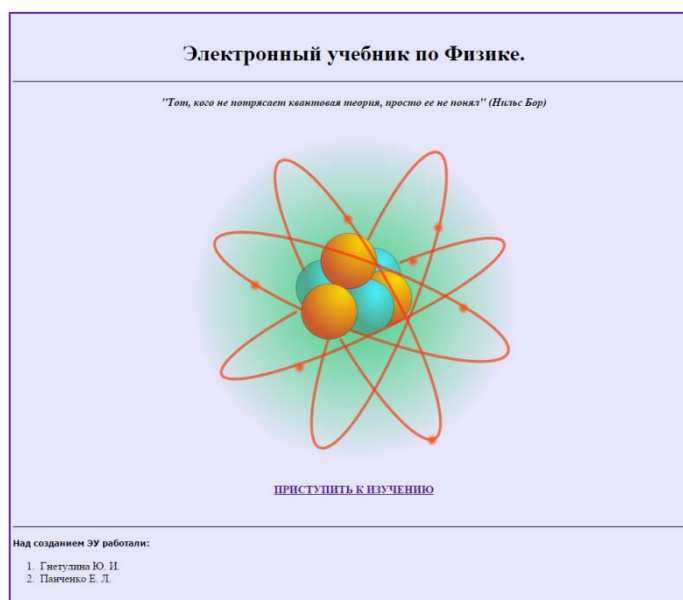 Электронный учебник по Физике.
"Тот, кого не потрясает квантовая теория, просто ее не понял" (Нильс Бор)
ПРИСТУПИТЬ К ИЗУЧЕНИЮ
Над созданием ЭУ работали:
1. Гнетулина Ю. И.
2. Панченко Е. Л.